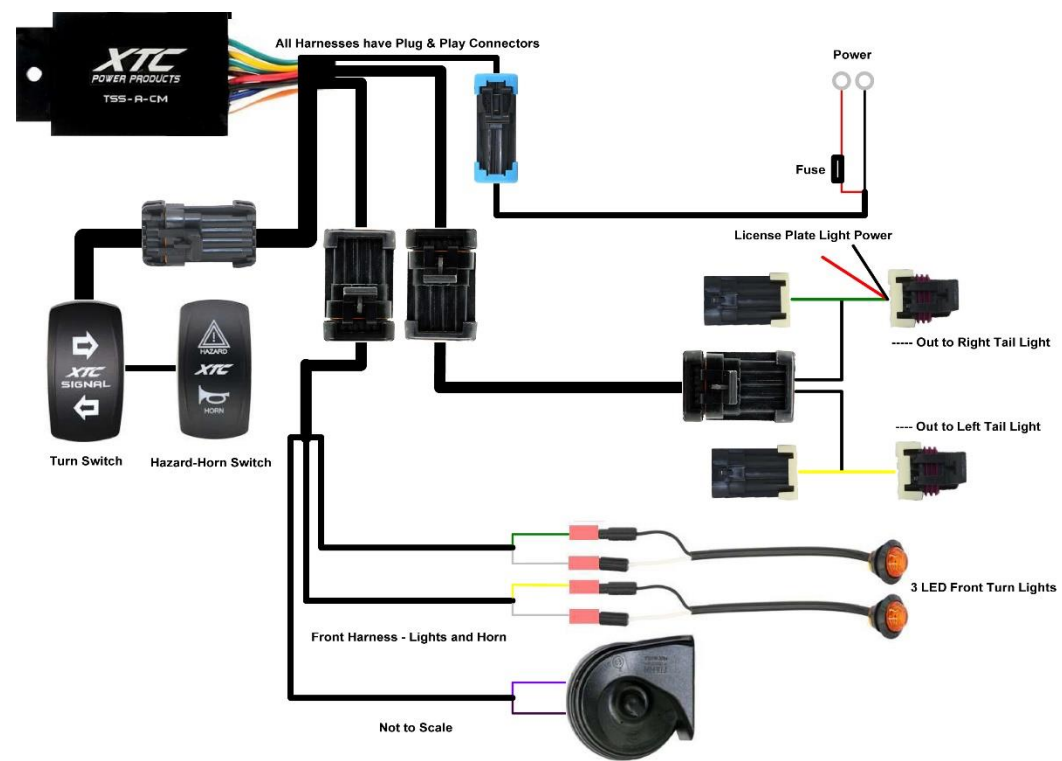 XTC
POWER PRODUCTS
TSS-A-CM
All Harnesses have Plug & Play Connectors
Power
Fuse
License Plate Light Power
----- Out to Right Tail Light
XTC
SIGNAL
HAZARD
XTC
HORN
Turn Switch
Hazard-Horn Switch
---- Out to Left Tail Light
3 LED Front Turn Lights
Front Harness - Lights and Horn
Not to Scale